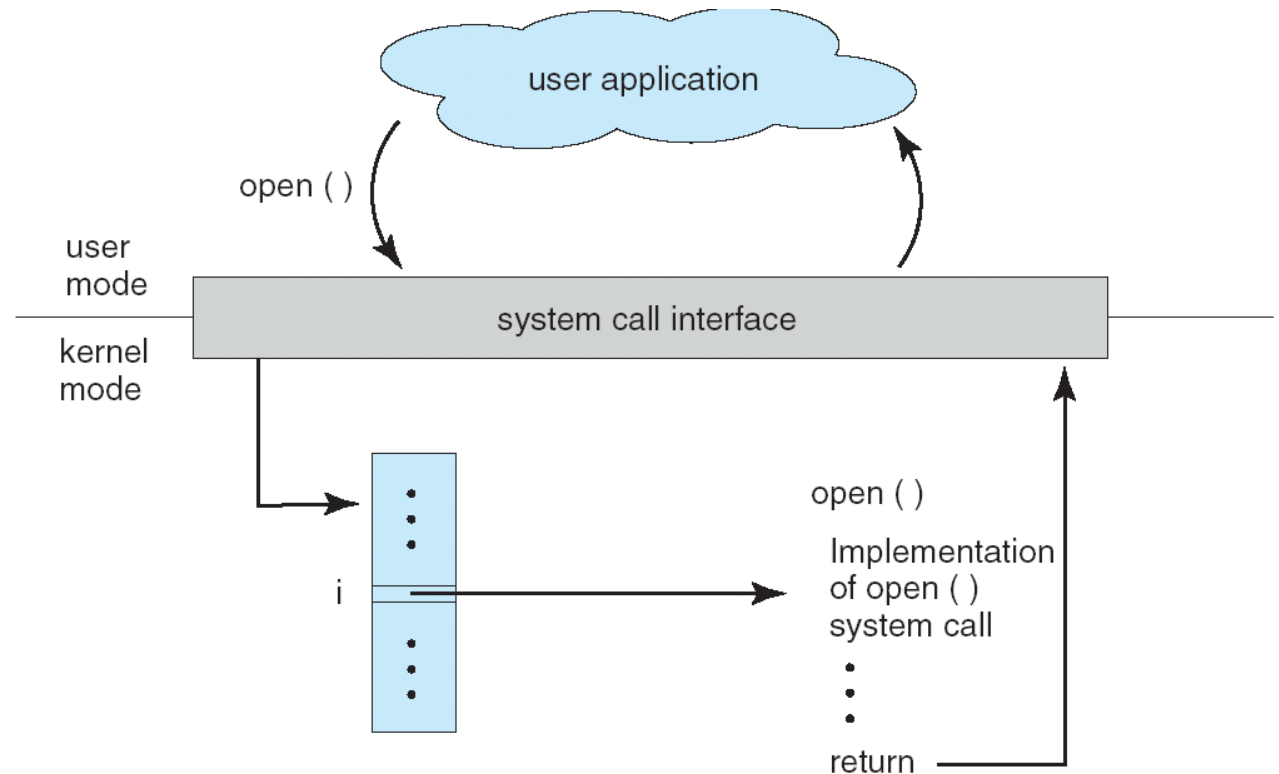 user application
open ( )
user
mode
system call interface
kernel
mode
open ( )
Implementation
of open ( )
system call
i
return